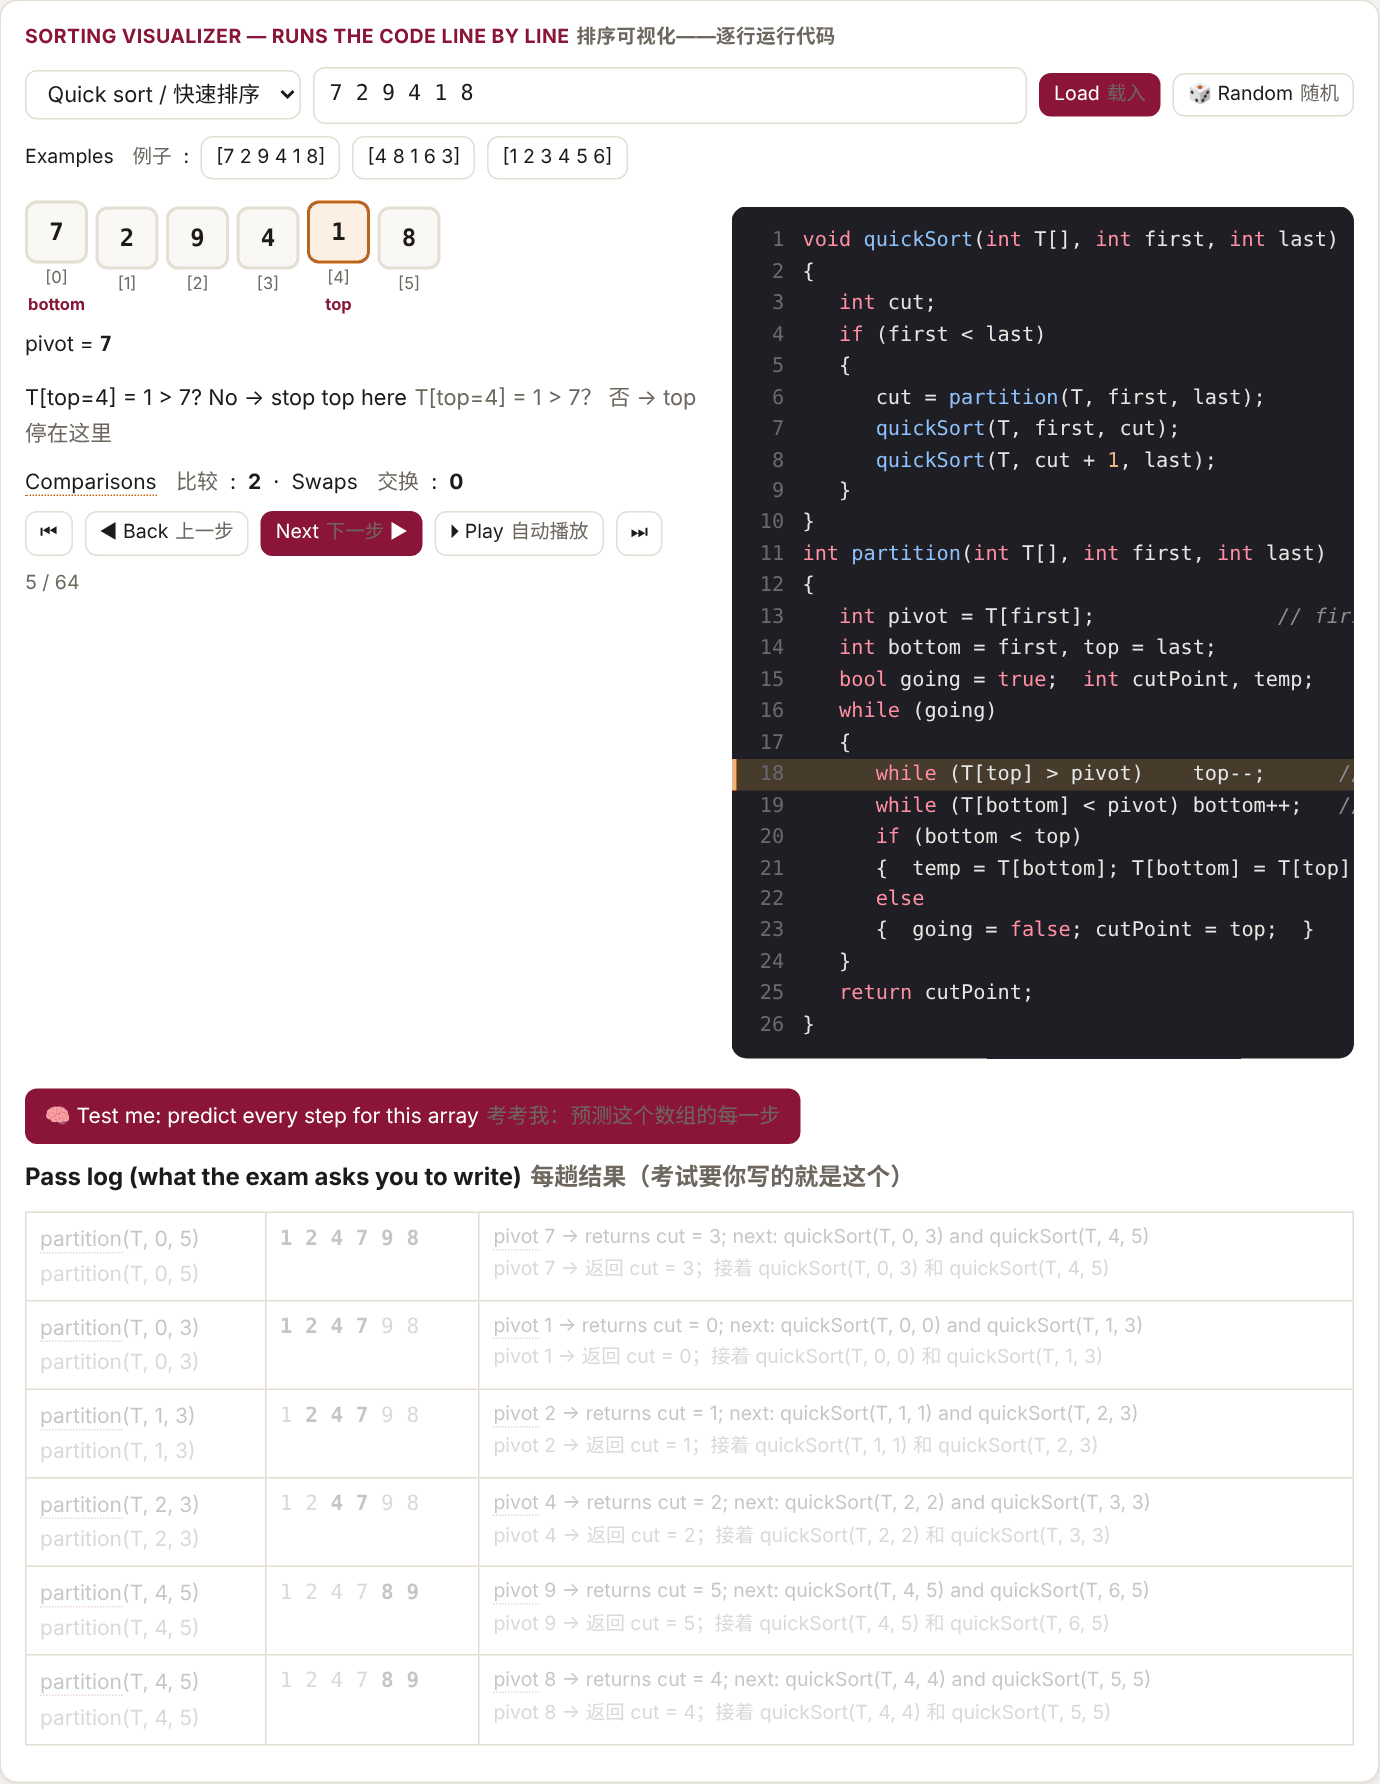 SORTING VISUALIZER — RUNS THE CODE LINE BY LINE 排序可视化——逐行运行代码
Quick sort / 快速排序 7 2 9 4 1 8 Load 载入 🎲 Random 随机
Examples 例子 : [7 2 9 4 1 8] [4 8 1 6 3] [1 2 3 4 5 6]
7 2 9 4 1 8
[0] [1] [2] [3] [4] [5]
bottom top
pivot = 7
T[top=4] = 1 > 7? No → stop top here T[top=4] = 1 > 7? 否 → top
停在这里
Comparisons 比较 : 2 · Swaps 交换 : 0
⏮ ◀ Back 上一步 Next 下一步 ▶ ⏵ Play 自动播放 ⏭
5 / 64
1 void quickSort(int T[], int first, int last)
2 {
3 int cut;
4 if (first < last)
5 {
6 cut = partition(T, first, last);
7 quickSort(T, first, cut);
8 quickSort(T, cut + 1, last);
9 }
10 }
11 int partition(int T[], int first, int last)
12 {
13 int pivot = T[first]; //
14 int bottom = first, top = last;
15 bool going = true; int cutPoint, temp;
16 while (going)
17 {
18 while (T[top] > pivot) top--; //
19 while (T[bottom] < pivot) bottom++; //
20 if (bottom < top)
21 { temp = T[bottom]; T[bottom] = T[top]
22 else
23 { going = false; cutPoint = top; }
24 }
25 return cutPoint;
26 }
🧠 Test me: predict every step for this array 考考我：预测这个数组的每一步
Pass log (what the exam asks you to write) 每趟结果（考试要你写的就是这个）
partition(T, 0, 5) 1 2 4 7 9 8 pivot 7 → returns cut = 3; next: quickSort(T, 0, 3) and quickSort(T, 4, 5)
partition(T, 0, 5) pivot 7 → 返回 cut = 3；接着 quickSort(T, 0, 3) 和 quickSort(T, 4, 5)
partition(T, 0, 3) 1 2 4 7 9 8 pivot 1 → returns cut = 0; next: quickSort(T, 0, 0) and quickSort(T, 1, 3)
partition(T, 0, 3) pivot 1 → 返回 cut = 0；接着 quickSort(T, 0, 0) 和 quickSort(T, 1, 3)
partition(T, 1, 3) 1 2 4 7 9 8 pivot 2 → returns cut = 1; next: quickSort(T, 1, 1) and quickSort(T, 2, 3)
partition(T, 1, 3) pivot 2 → 返回 cut = 1；接着 quickSort(T, 1, 1) 和 quickSort(T, 2, 3)
partition(T, 2, 3) 1 2 4 7 9 8 pivot 4 → returns cut = 2; next: quickSort(T, 2, 2) and quickSort(T, 3, 3)
partition(T, 2, 3) pivot 4 → 返回 cut = 2；接着 quickSort(T, 2, 2) 和 quickSort(T, 3, 3)
partition(T, 4, 5) 1 2 4 7 8 9 pivot 9 → returns cut = 5; next: quickSort(T, 4, 5) and quickSort(T, 6, 5)
partition(T, 4, 5) pivot 9 → 返回 cut = 5；接着 quickSort(T, 4, 5) 和 quickSort(T, 6, 5)
partition(T, 4, 5) 1 2 4 7 8 9 pivot 8 → returns cut = 4; next: quickSort(T, 4, 4) and quickSort(T, 5, 5)
partition(T, 4, 5) pivot 8 → 返回 cut = 4；接着 quickSort(T, 4, 4) 和 quickSort(T, 5, 5)